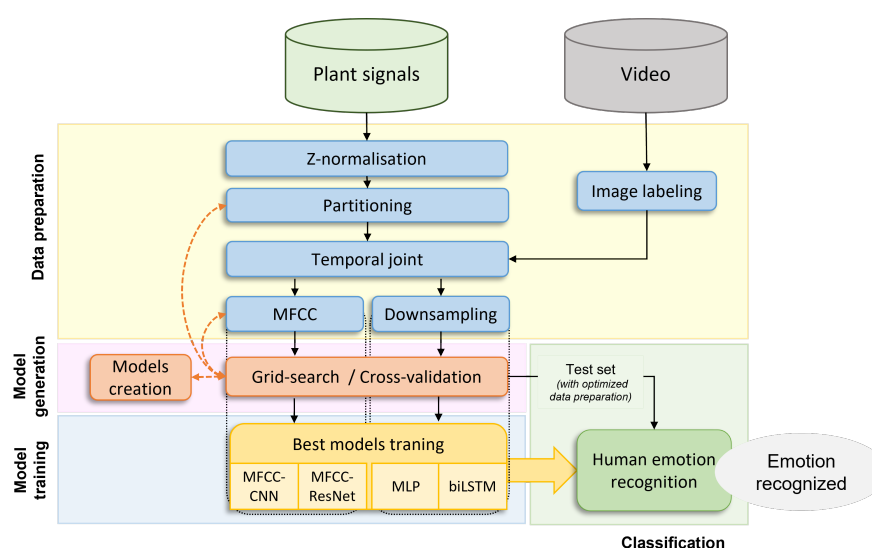 Plant signals
Video
Data preparation
Z-normalisation
Partitioning
Image labeling
Temporal joint
MFCC
Downsampling
Model
generation
Models
creation
Grid-search / Cross-validation
Test set
(with optimized
data preparation)
Model
training
Best models traning
MFCC-
CNN
MFCC-
ResNet
MLP
biLSTM
Human emotion
recognition
Emotion
recognized
Classification